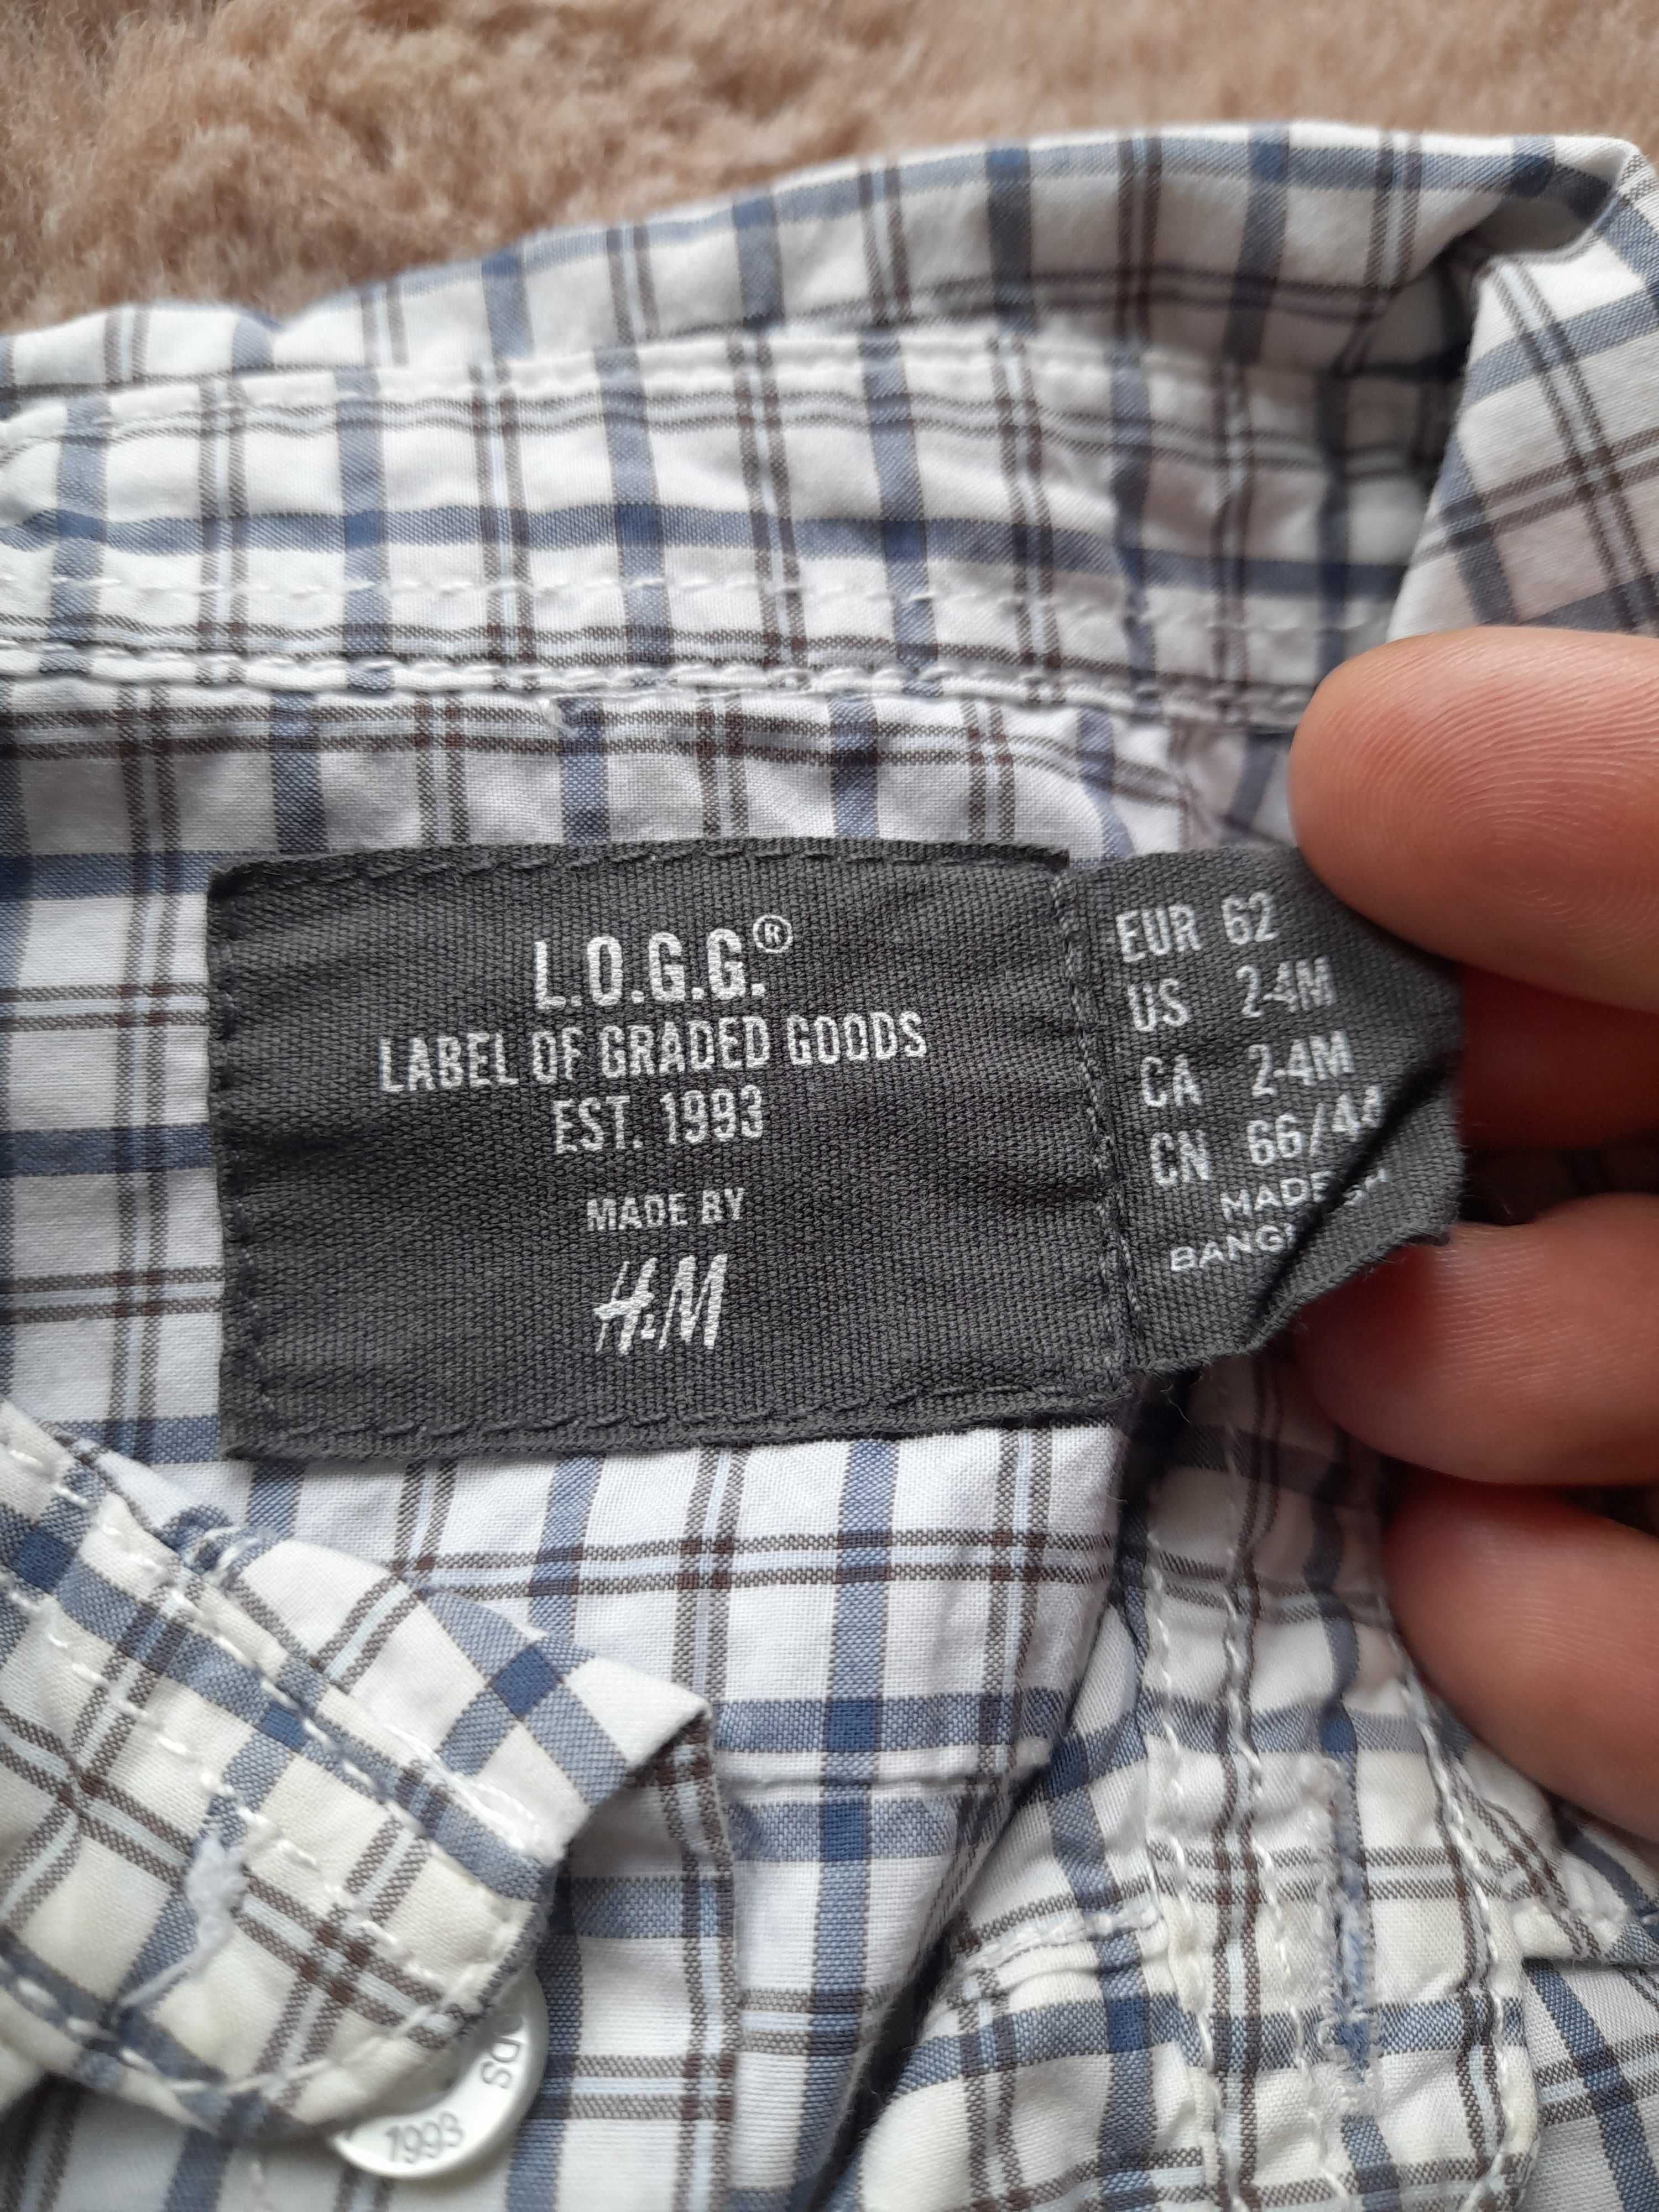 L.O.G.G.®
LABEL OF GRADED GOODS
EST. 1993
MADE BY
H&M
EUR 62
US 2-4M
CA 2-4M
CN 66/44
MADE
1993